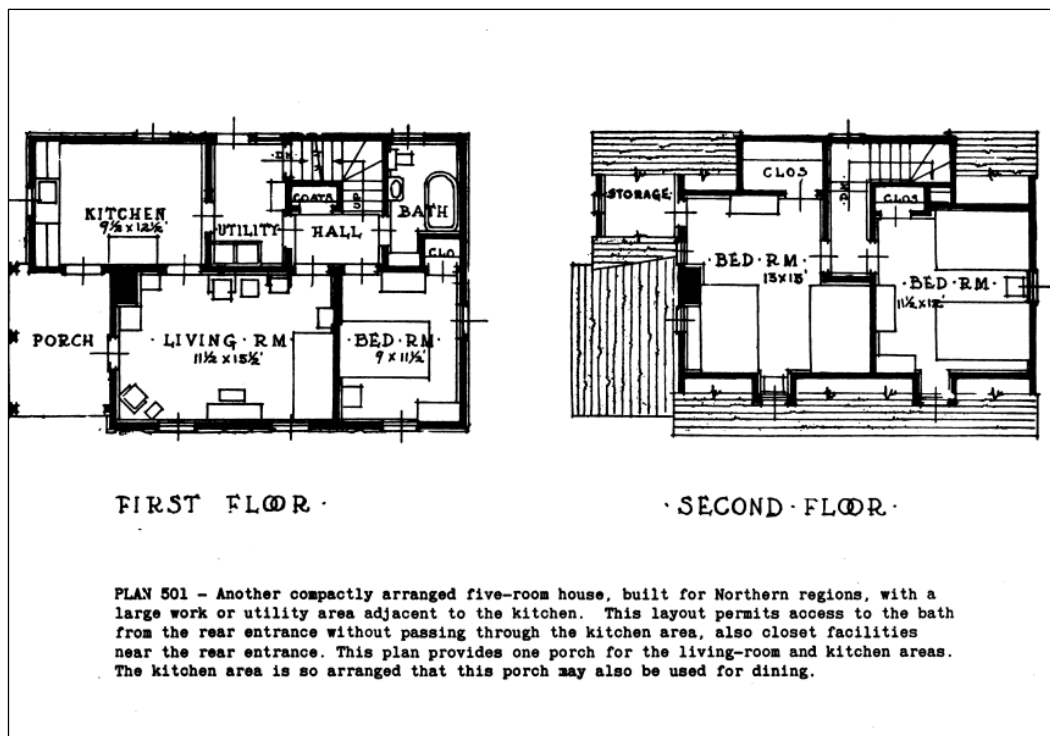 KITCHEN
9½ x 12½'
UTILITY
DN.
COATS
UP
HALL
BATH
CLO
PORCH
· LIVING · RM ·
11½ x 15½'
· BED · RM ·
9 x 11½'
STORAGE
CLOS
DN.
CLOS
· BED · RM ·
13 x 13'
· BED · RM ·
11½ x 12'
FIRST FLOOR ·
· SECOND · FLOOR ·
PLAN 501 - Another compactly arranged five-room house, built for Northern regions, with a
large work or utility area adjacent to the kitchen. This layout permits access to the bath
from the rear entrance without passing through the kitchen area, also closet facilities
near the rear entrance. This plan provides one porch for the living-room and kitchen areas.
The kitchen area is so arranged that this porch may also be used for dining.